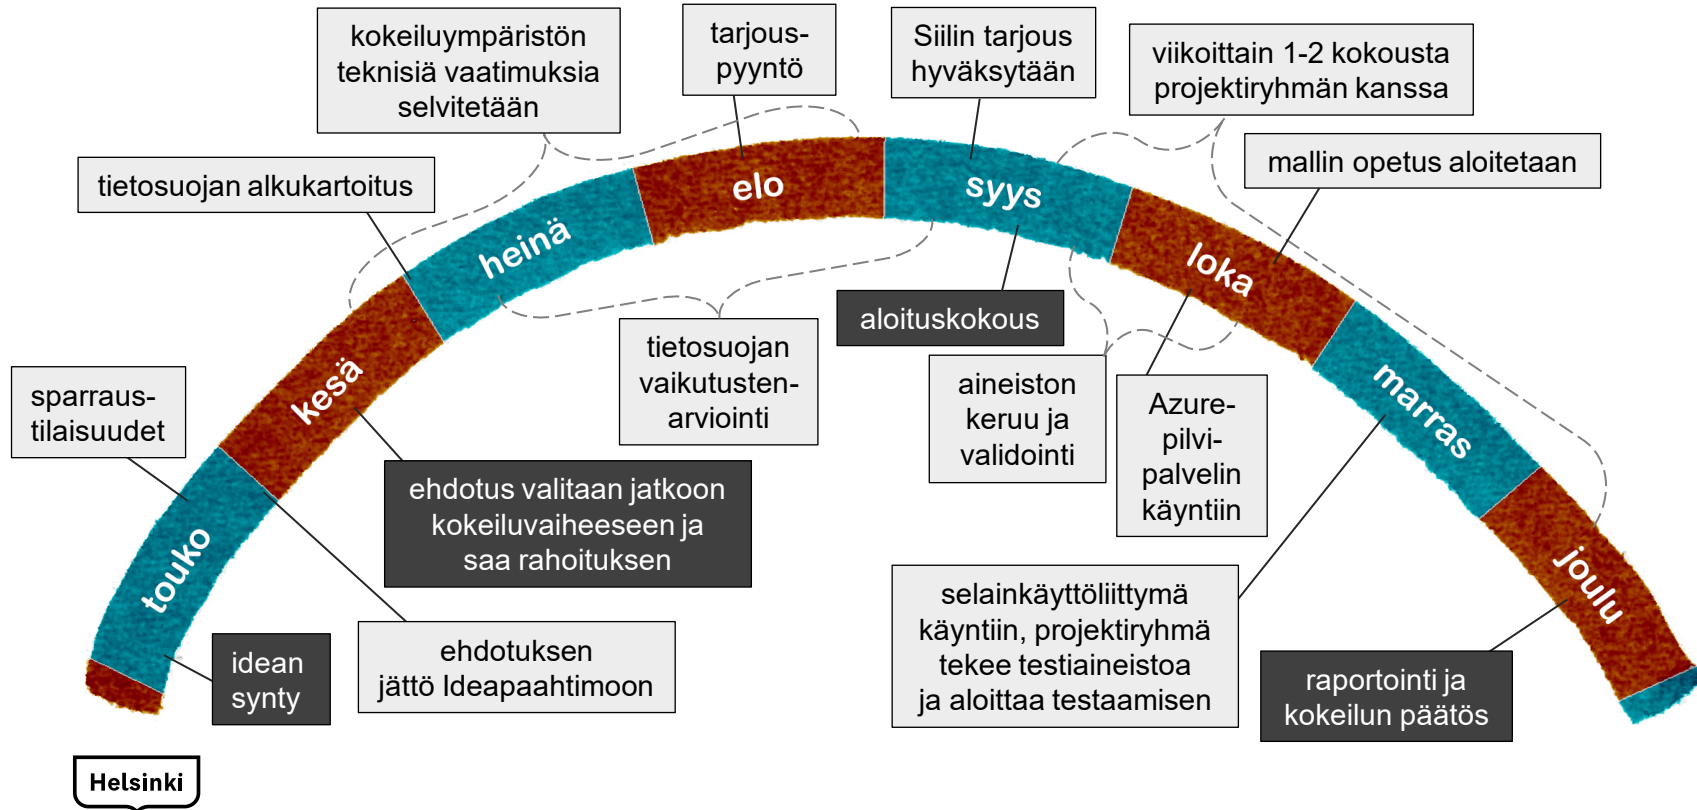 kokeiluympäristön
teknisiä vaatimuksia
selvitetään
tarjous-
pyyntö
Siilin tarjous
hyväksytään
viikoittain 1-2 kokousta
projektiryhmän kanssa
tietosuojan alkukartoitus
mallin opetus aloitetaan
touko
kesä
heinä
elo
syys
loka
marras
joulu
sparraus-
tilaisuudet
tietosuojan
vaikutusten-
arviointi
aloituskokous
aineiston
keruu ja
validointi
Azure-
pilvi-
palvelin
käyntiin
ehdotus valitaan jatkoon
kokeiluvaiheeseen ja
saa rahoituksen
idean
synty
ehdotuksen
jättö Ideapaahtimoon
selainkäyttöliittymä
käyntiin, projektiryhmä
tekee testiaineistoa
ja aloittaa testaamisen
raportointi ja
kokeilun päätös
Helsinki